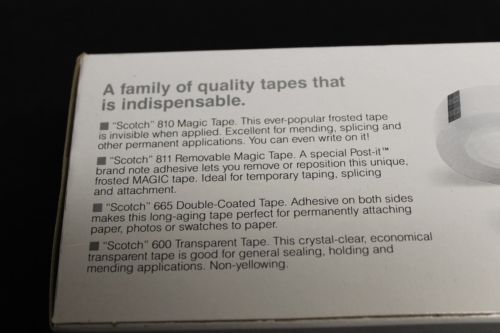 A family of quality tapes that
is indispensable.
■ "Scotch" 810 Magic Tape. This ever-popular frosted tape
is invisible when applied. Excellent for mending, splicing and
other permanent applications. You can even write on it!
■ "Scotch" 811 Removable Magic Tape. A special Post-it™
brand note adhesive lets you remove or reposition this unique,
frosted MAGIC tape. Ideal for temporary taping, splicing
and attachment.
■ "Scotch" 665 Double-Coated Tape. Adhesive on both sides
makes this long-aging tape perfect for permanently attaching
paper, photos or swatches to paper.
■ "Scotch" 600 Transparent Tape. This crystal-clear, economical
transparent tape is good for general sealing, holding and
mending applications. Non-yellowing.